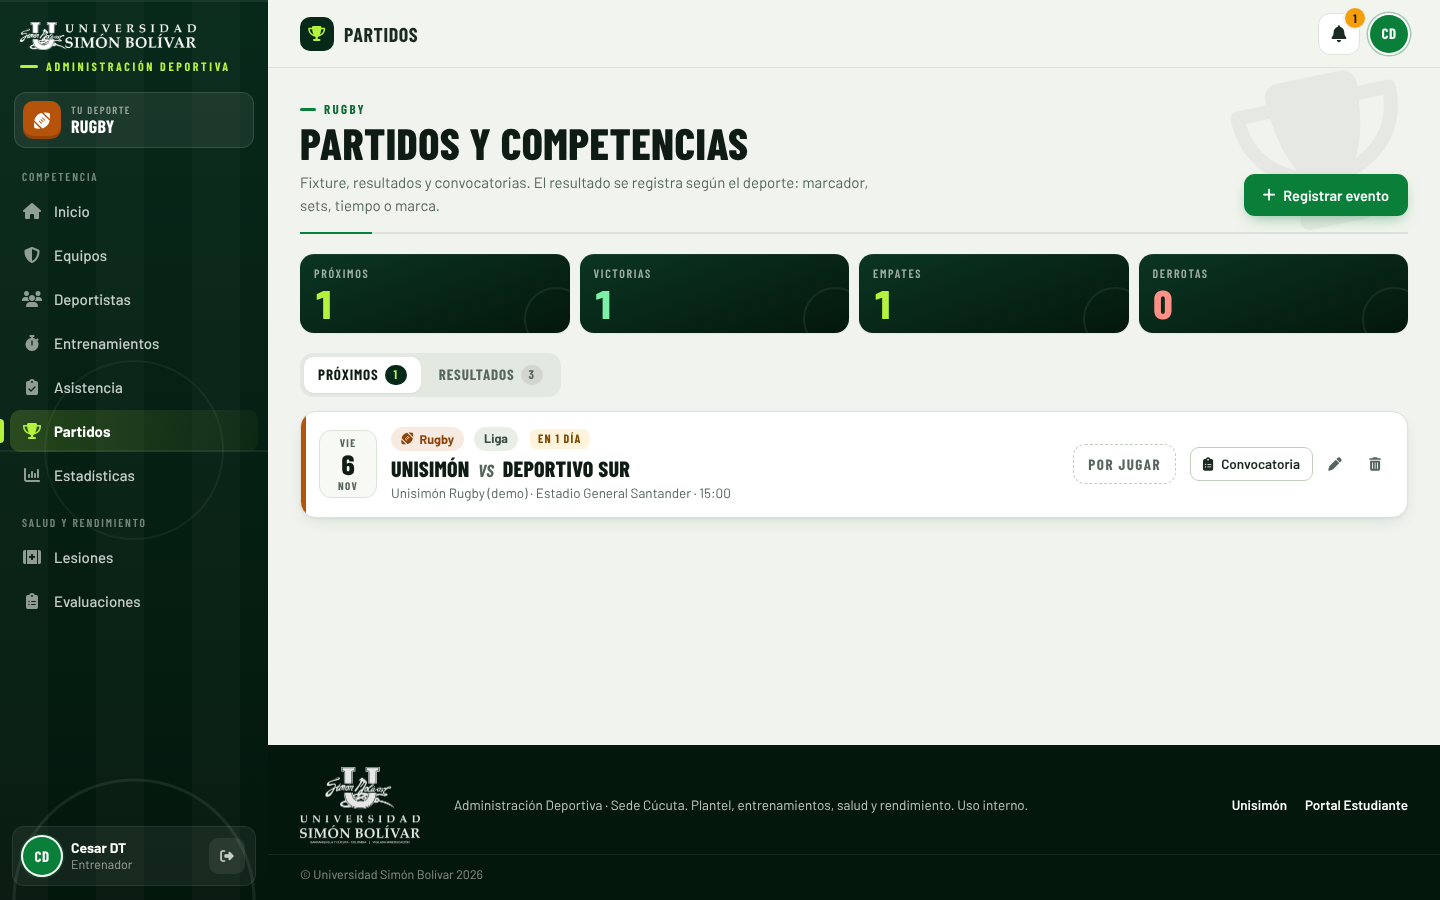 UNIVERSIDAD
SIMÓN BOLÍVAR
ADMINISTRACIÓN DEPORTIVA
TU DEPORTE
RUGBY
COMPETENCIA
Inicio
Equipos
Deportistas
Entrenamientos
Asistencia
Partidos
Estadísticas
SALUD Y RENDIMIENTO
Lesiones
Evaluaciones
CD
Cesar DT
Entrenador
PARTIDOS
1
CD
RUGBY
PARTIDOS Y COMPETENCIAS
Fixture, resultados y convocatorias. El resultado se registra según el deporte: marcador,
sets, tiempo o marca.
Registrar evento
PRÓXIMOS
1
VICTORIAS
1
EMPATES
1
DERROTAS
0
PRÓXIMOS 1
RESULTADOS 3
VIE
6
NOV
Rugby
Liga
EN 1 DÍA
UNISIMÓN VS DEPORTIVO SUR
Unisimón Rugby (demo) · Estadio General Santander · 15:00
POR JUGAR
Convocatoria
UNIVERSIDAD
SIMÓN BOLÍVAR
Administración Deportiva · Sede Cúcuta. Plantel, entrenamientos, salud y rendimiento. Uso interno.
Unisimón
Portal Estudiante
© Universidad Simón Bolívar 2026